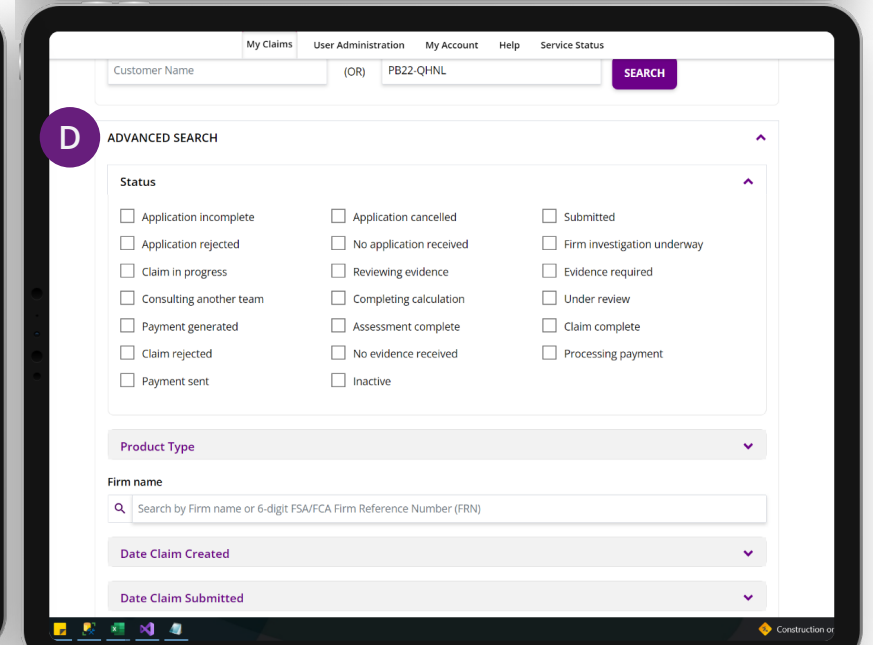 My Claims User Administration My Account Help Service Status
Customer Name (OR) PB22-QHNL SEARCH
D
ADVANCED SEARCH
Status
Application incomplete Application cancelled Submitted
Application rejected No application received Firm investigation underway
Claim in progress Reviewing evidence Evidence required
Consulting another team Completing calculation Under review
Payment generated Assessment complete Claim complete
Claim rejected No evidence received Processing payment
Payment sent Inactive
Product Type
Firm name
Search by Firm name or 6-digit FSA/FCA Firm Reference Number (FRN)
Date Claim Created
Date Claim Submitted
Construction or